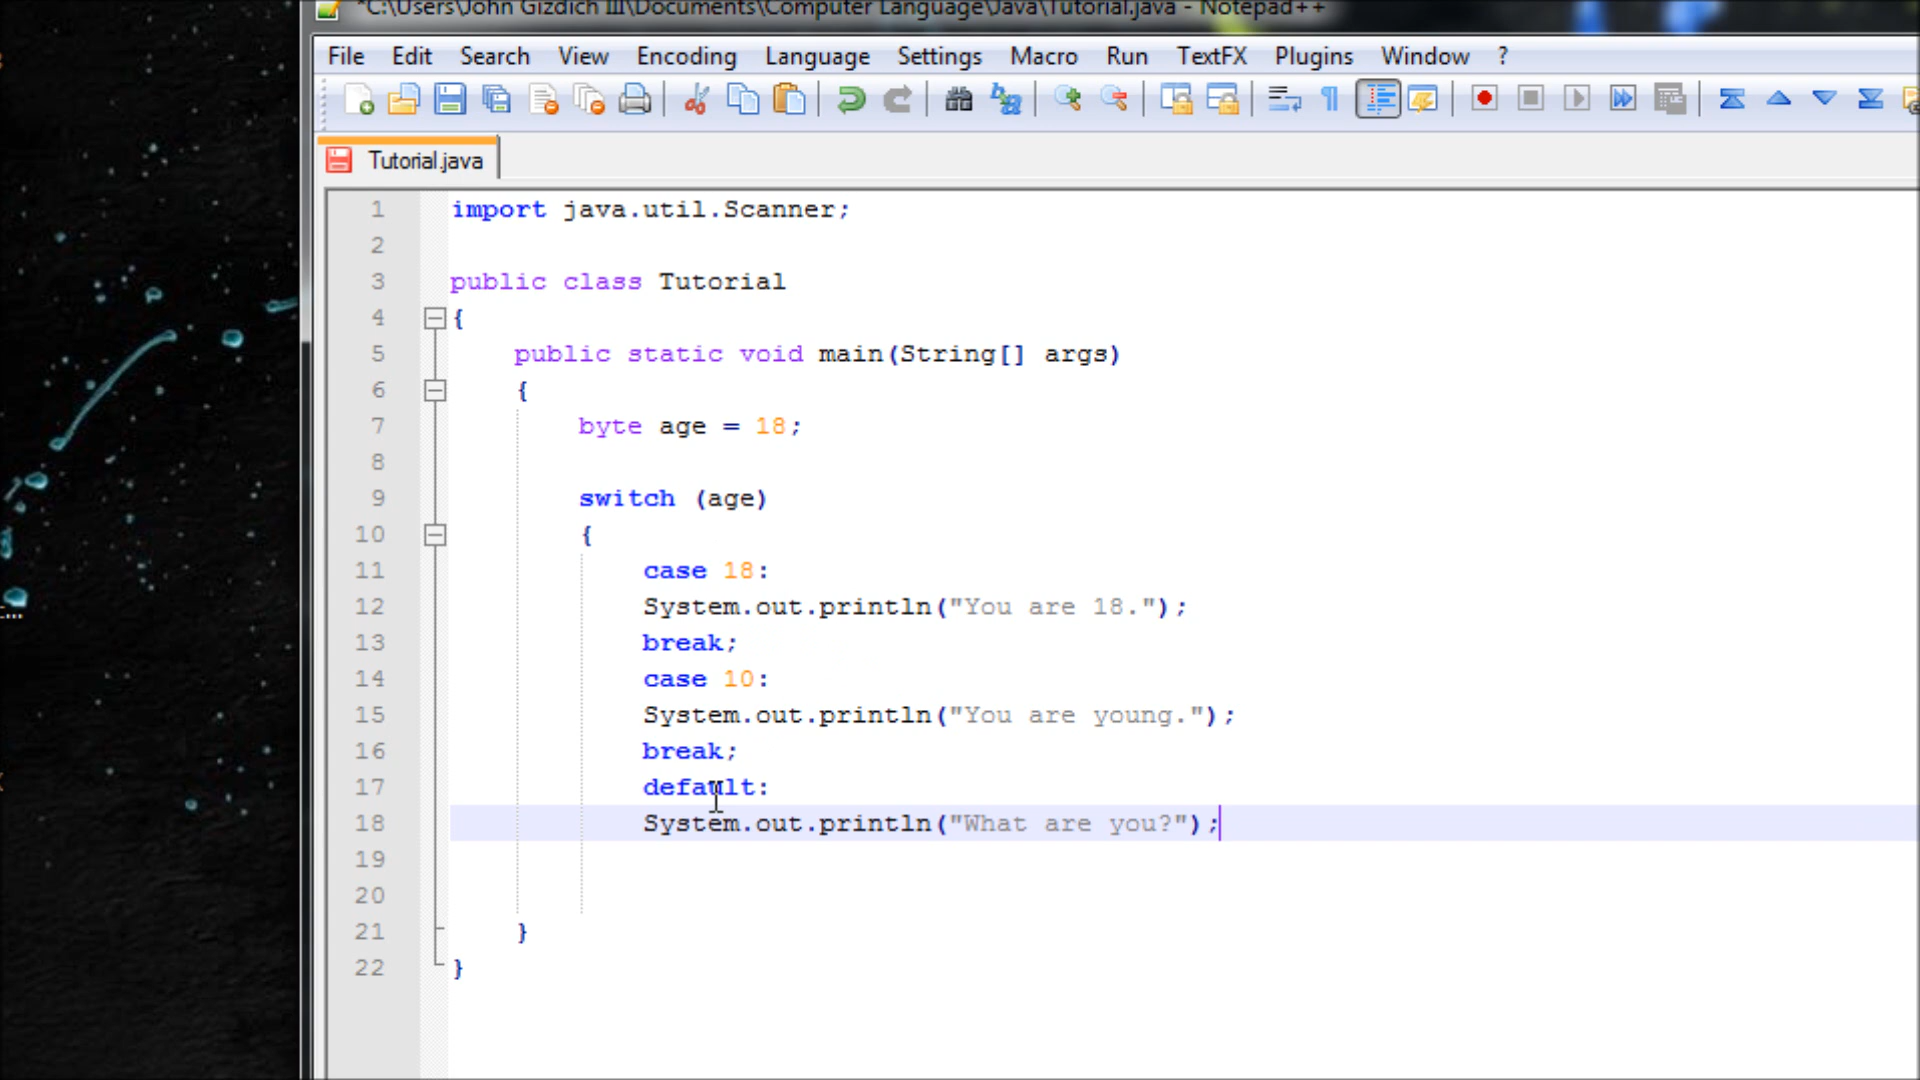 *C:\Users\John Gizdich III\Documents\Computer Language\Java\Tutorial.java - Notepad++
File Edit Search View Encoding Language Settings Macro Run TextFX Plugins Window ?
Tutorial.java
1 import java.util.Scanner;
2
3 public class Tutorial
4 {
5 public static void main(String[] args)
6 {
7 byte age = 18;
8
9 switch (age)
10 {
11 case 18:
12 System.out.println("You are 18.");
13 break;
14 case 10:
15 System.out.println("You are young.");
16 break;
17 default:
18 System.out.println("What are you?");
19
20
21 }
22 }